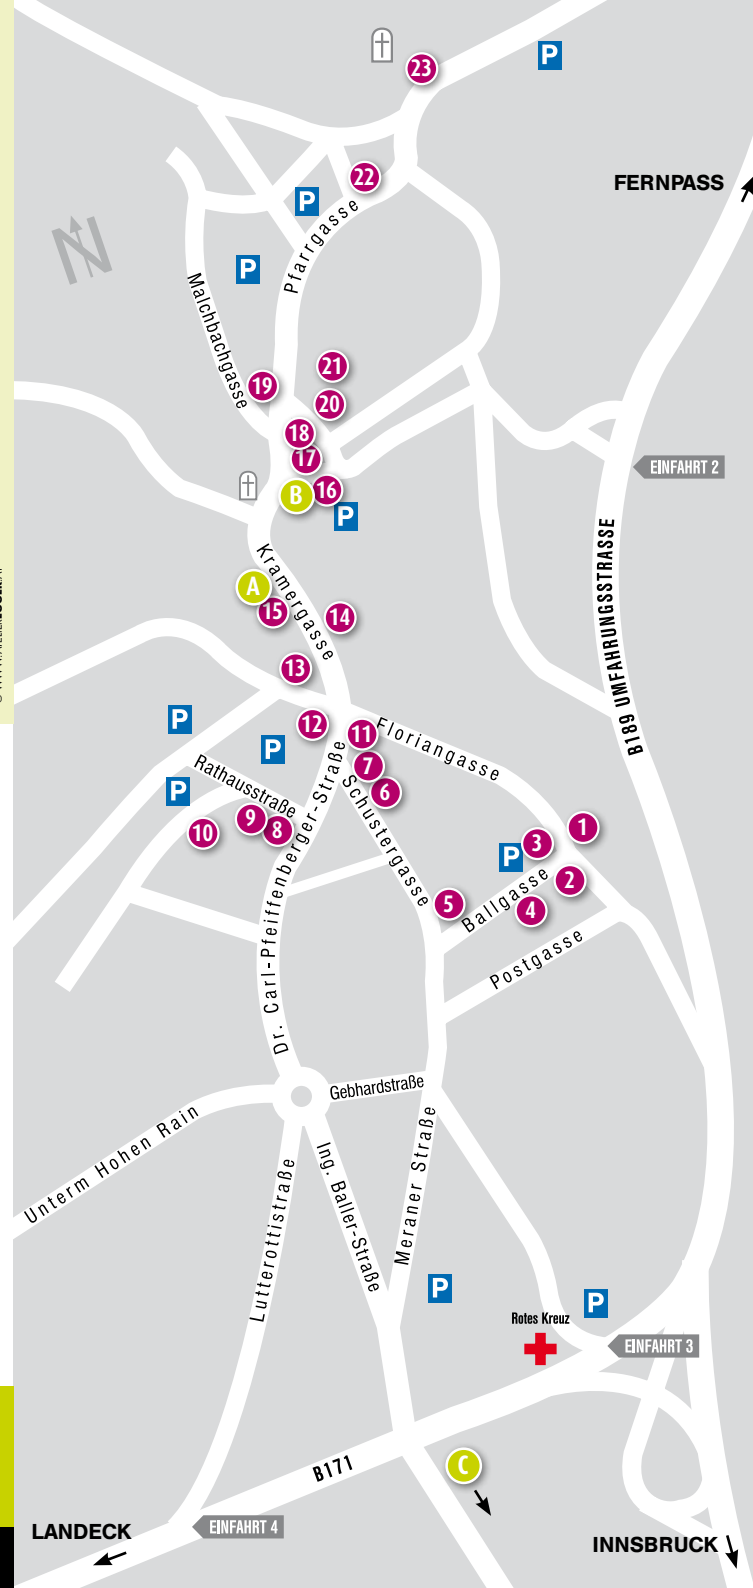 23
P
FERNPASS
22
P
Pfarrgasse
N
P
Malchbachgasse
21
19
20
18
17
EINFAHRT 2
B
16
P
Kramergasse
B189 UMFAHRUNGSSTRASSE
A
15
14
13
P
12
11
Floriangasse
P
7
Rathausstraße
P
6
Schustergasse
9
8
10
1
3
P
2
Ballgasse
5
4
Dr. Carl-Pfeiffenberger-Straße
Postgasse
Gebhardstraße
Unterm Hohen Rain
Meraner Straße
Ing. Baller-Straße
Lutterottistraße
P
P
Rotes Kreuz
EINFAHRT 3
B171
C
EINFAHRT 4
LANDECK
INNSBRUCK